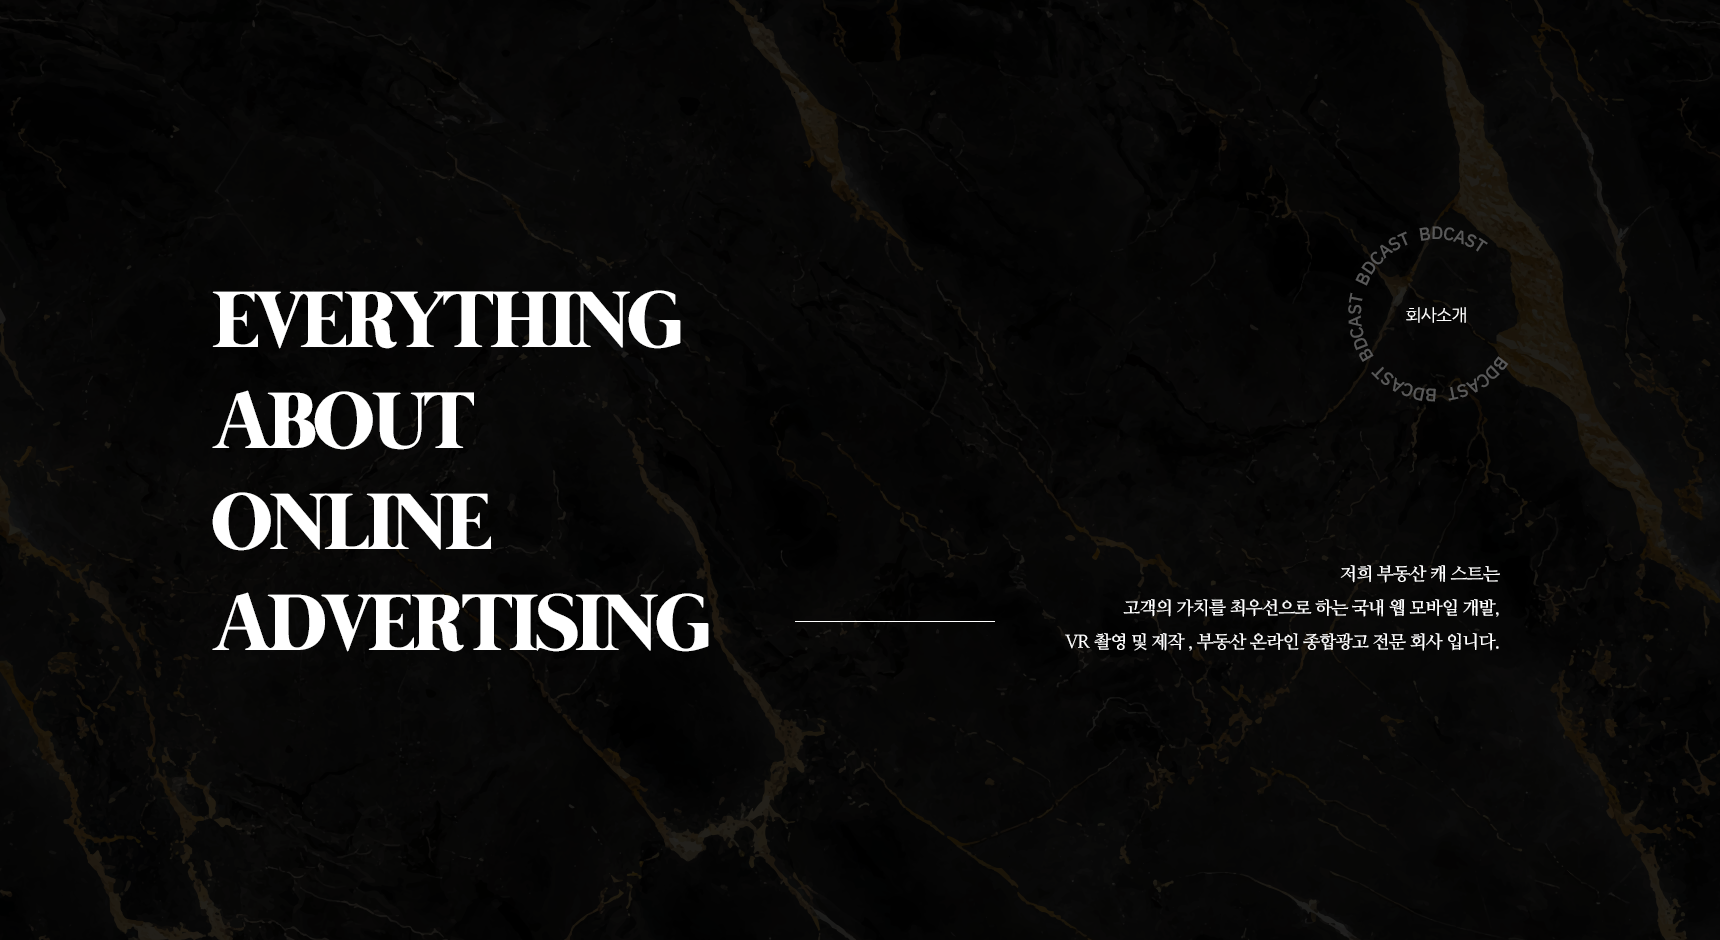 EVERYTHING
ABOUT
ONLINE
ADVERTISING
BDCAST BDCAST BDCAST BDCAST BDCAST BDCAST
회사소개
저희 부동산 캐 스트는
고객의 가치를 최우선으로 하는 국내 웹 모바일 개발,
VR 촬영 및 제작 , 부동산 온라인 종합광고 전문 회사 입니다.